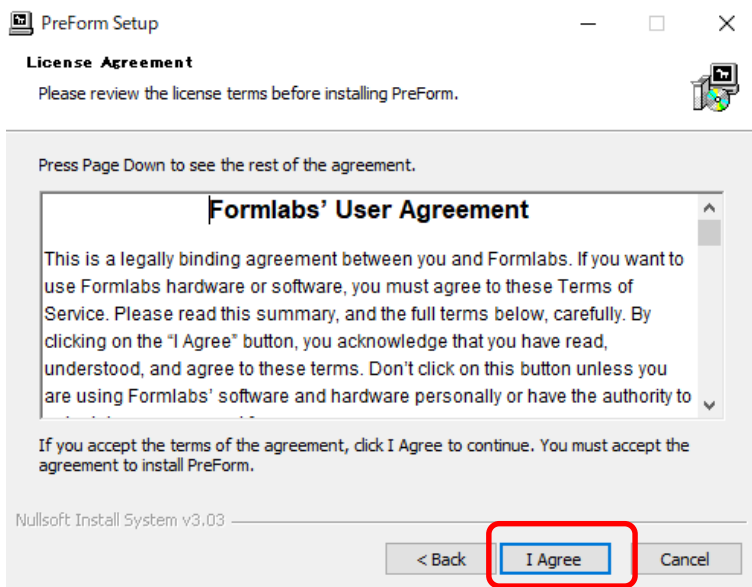 PreForm Setup
License Agreement
Please review the license terms before installing PreForm.
Press Page Down to see the rest of the agreement.
Formlabs’ User Agreement
This is a legally binding agreement between you and Formlabs. If you want to
use Formlabs hardware or software, you must agree to these Terms of
Service. Please read this summary, and the full terms below, carefully. By
clicking on the “I Agree” button, you acknowledge that you have read,
understood, and agree to these terms. Don’t click on this button unless you
are using Formlabs’ software and hardware personally or have the authority to
If you accept the terms of the agreement, click I Agree to continue. You must accept the
agreement to install PreForm.
Nullsoft Install System v3.03
< Back
I Agree
Cancel